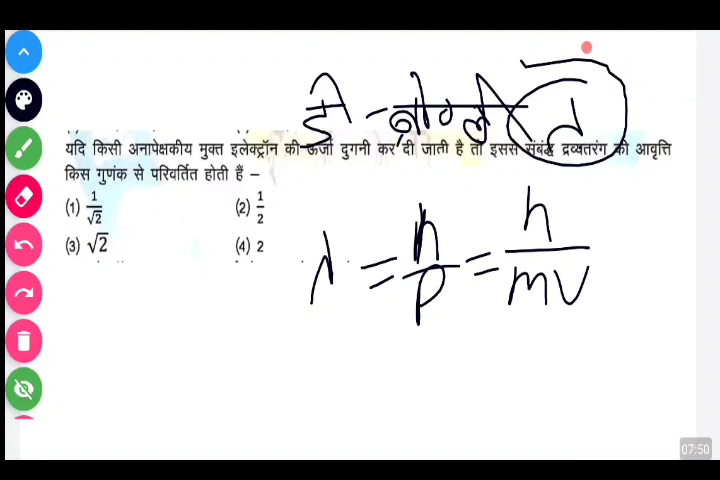 डी - ब्रोग्ली त
यदि किसी अनापेक्षकीय मुक्त इलेक्ट्रॉन की ऊर्जा दुगनी कर दी जाती है तो इससे संबंद्ध द्रव्यतरंग की आवृत्ति
किस गुणंक से परिवर्तित होती हैं –
(1) 1/√2 (2) 1/2
(3) √2 (4) 2
λ = h/p = h/mv
07:50